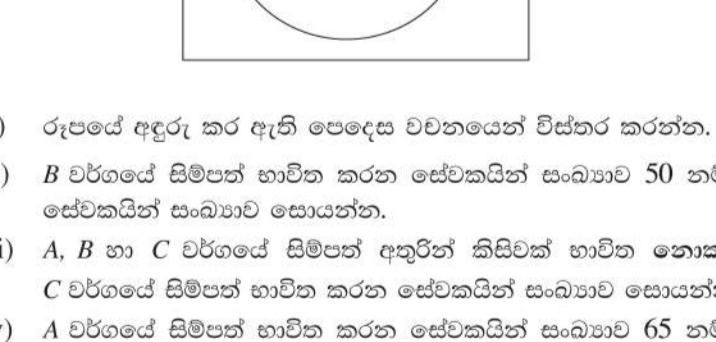 ) රූපයේ අඳුරු කර ඇති පෙදෙස වචනයෙන් විස්තර කරන්න.
) B වර්ගයේ සිම්පත් භාවිත කරන සේවකයින් සංඛ්‍යාව 50
සේවකයින් සංඛ්‍යාව සොයන්න.
i) A, B හා C වර්ගයේ සිම්පත් අතුරින් කිසිවක් භාවිත
C වර්ගයේ සිම්පත් භාවිත කරන සේවකයින් සංඛ්‍යාව
) A වර්ගයේ සිම්පත් භාවිත කරන සේවකයින් සංඛ්‍යාව 65